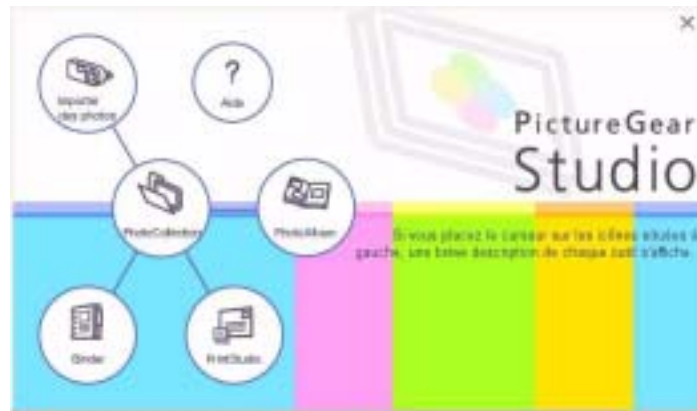 Importer
des photos
?
Aide
×
PictureGear
Studio
PhotoCollection
PhotoAlbum
Si vous placez le curseur sur les icônes situées à
gauche, une brève description de chaque outil s'affiche.
Binder
PrintStudio